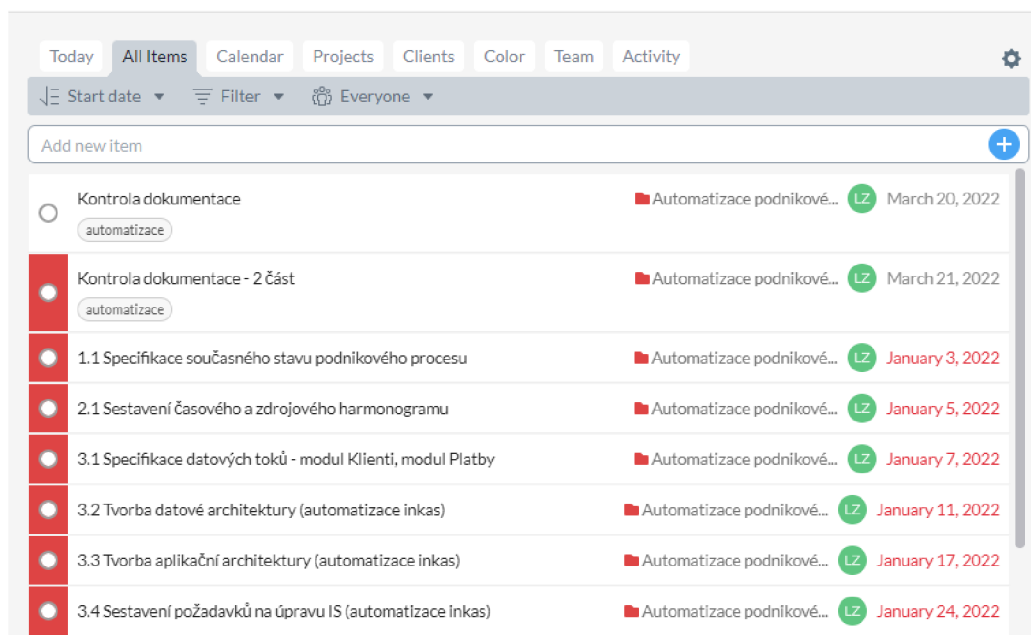 Today All Items Calendar Projects Clients Color Team Activity
Start date Filter Everyone
Add new item
Kontrola dokumentace Automatizace podnikové... LZ March 20, 2022
automatizace
Kontrola dokumentace - 2 část Automatizace podnikové... LZ March 21, 2022
automatizace
1.1 Specifikace současného stavu podnikového procesu Automatizace podnikové... LZ January 3, 2022
2.1 Sestavení časového a zdrojového harmonogramu Automatizace podnikové... LZ January 5, 2022
3.1 Specifikace datových toků - modul Klienti, modul Platby Automatizace podnikové... LZ January 7, 2022
3.2 Tvorba datové architektury (automatizace inkas) Automatizace podnikové... LZ January 11, 2022
3.3 Tvorba aplikační architektury (automatizace inkas) Automatizace podnikové... LZ January 17, 2022
3.4 Sestavení požadavků na úpravu IS (automatizace inkas) Automatizace podnikové... LZ January 24, 2022